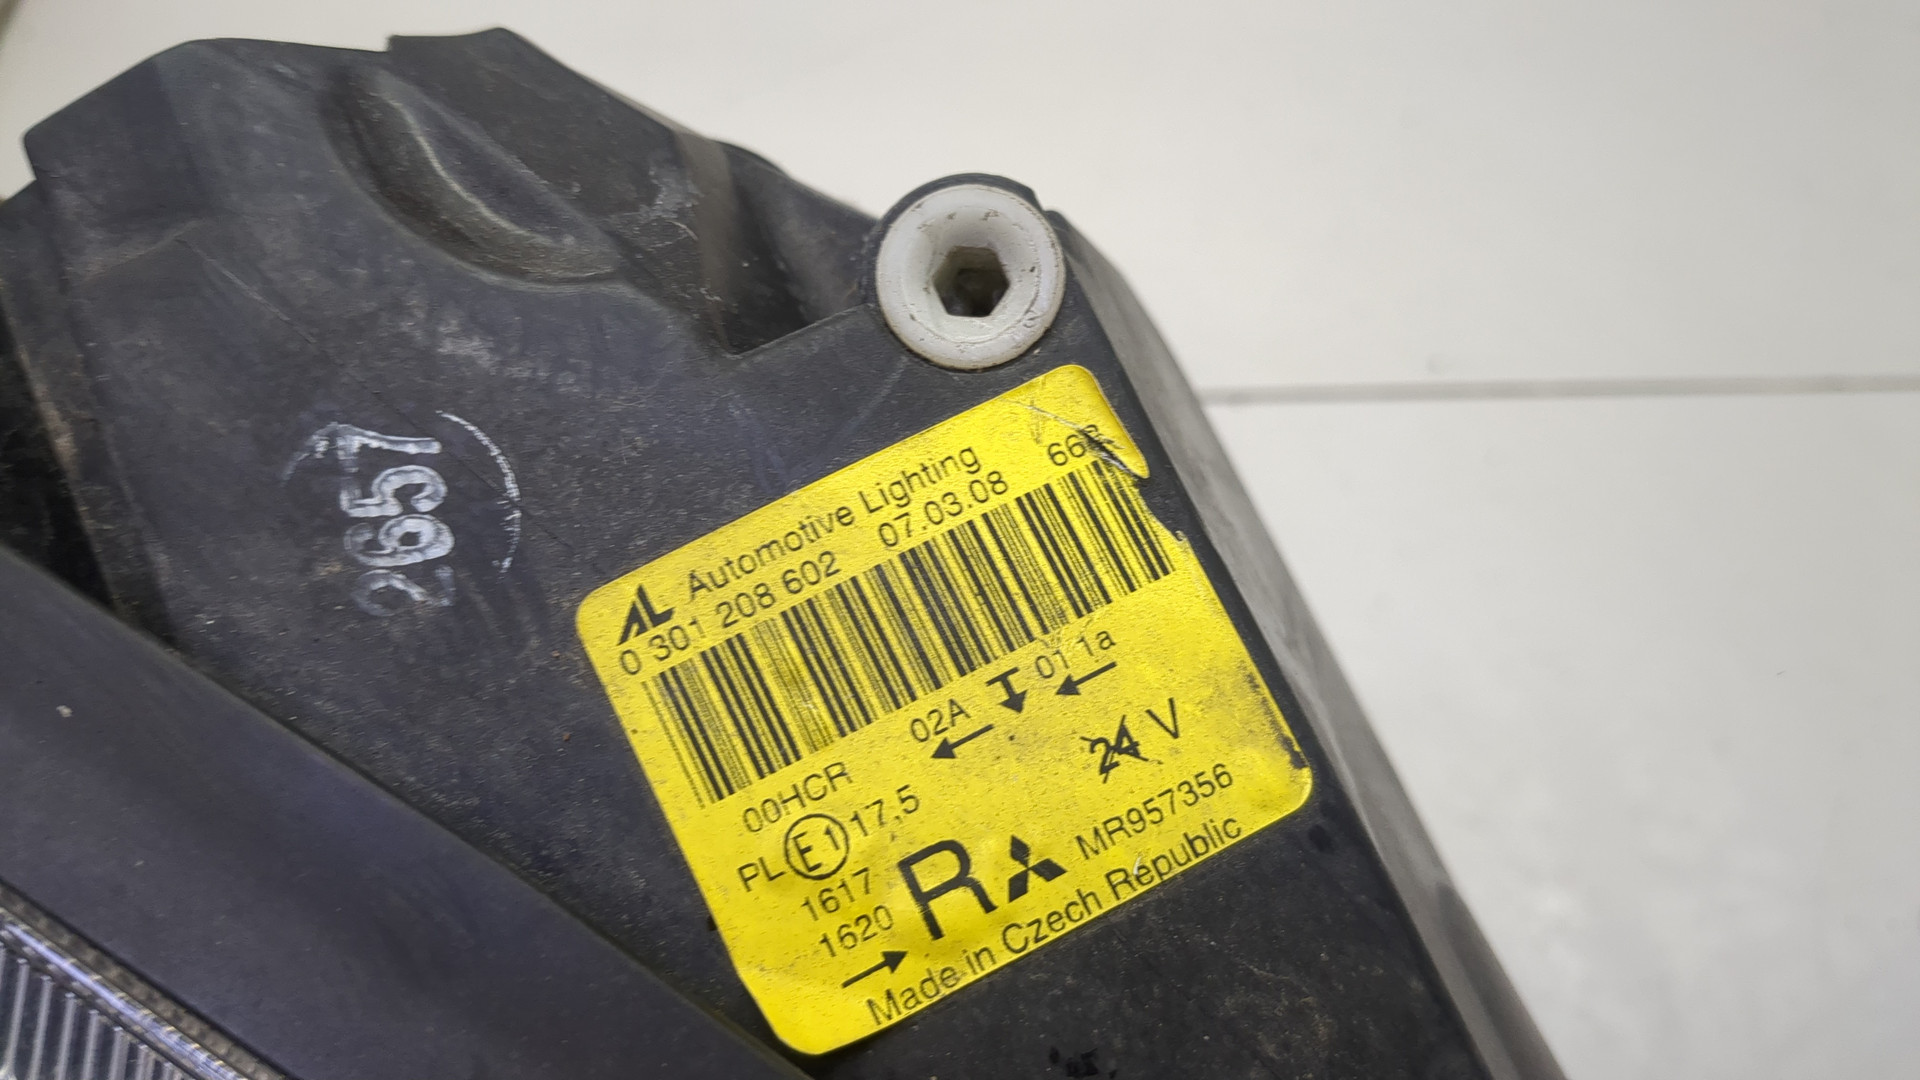 2657
AL Automotive Lighting
0 301 208 602 07.03.08
02A I 01 1a
00HCR
24 V
PL E1 17,5
1617
1620
R MR957356
Made in Czech Republic